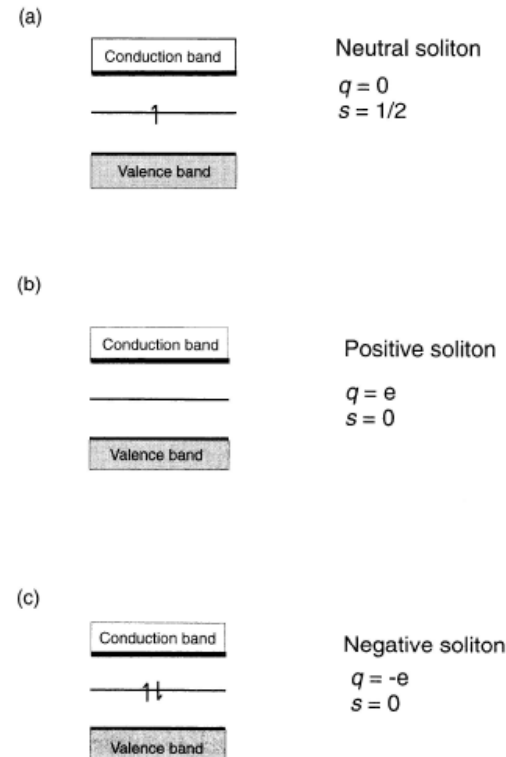 (a)
Conduction band
Neutral soliton
q = 0
s = 1/2
Valence band
(b)
Conduction band
Positive soliton
q = e
s = 0
Valence band
(c)
Conduction band
Negative soliton
q = -e
s = 0
Valence band